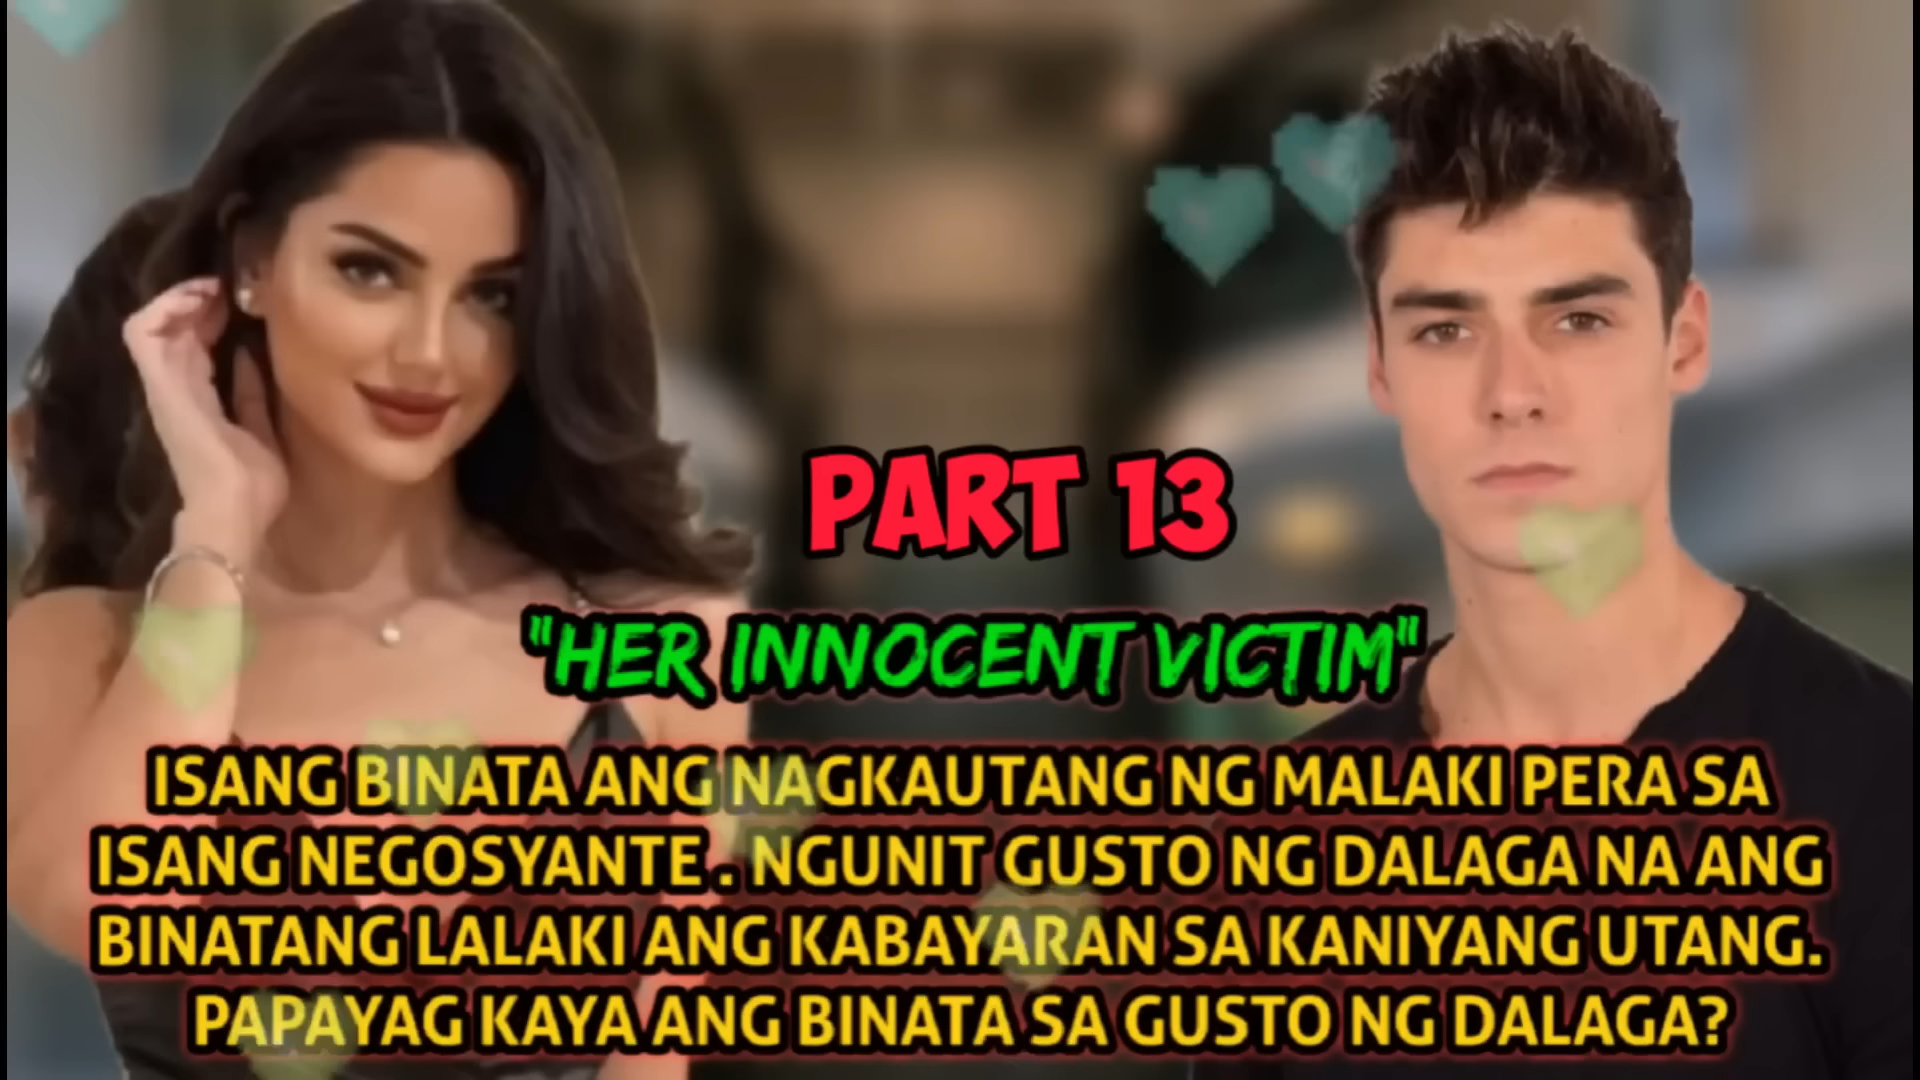 PART 13
"HER INNOCENT VICTIM"
ISANG BINATA ANG NAGKAUTANG NG MALAKI PERA SA
ISANG NEGOSYANTE. NGUNIT GUSTO NG DALAGA NA ANG
BINATANG LALAKI ANG KABAYARAN SA KANIYANG UTANG.
PAPAYAG KAYA ANG BINATA SA GUSTO NG DALAGA?